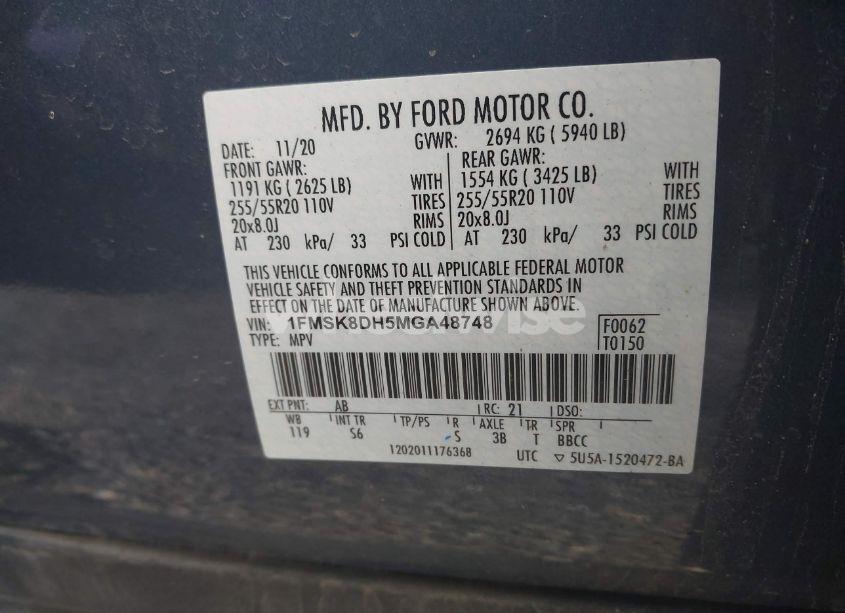 MFD. BY FORD MOTOR CO.
DATE: 11/20 GVWR: 2694 KG ( 5940 LB)
FRONT GAWR: REAR GAWR:
1191 KG ( 2625 LB) WITH 1554 KG ( 3425 LB) WITH
255/55R20 110V TIRES 255/55R20 110V TIRES
20x8.0J RIMS 20x8.0J RIMS
AT 230 kPa/ 33 PSI COLD AT 230 kPa/ 33 PSI COLD
THIS VEHICLE CONFORMS TO ALL APPLICABLE FEDERAL MOTOR
VEHICLE SAFETY AND THEFT PREVENTION STANDARDS IN
EFFECT ON THE DATE OF MANUFACTURE SHOWN ABOVE.
VIN: 1FMSK8DH5MGA48748 F0062
TYPE: MPV T0150
EXT PNT: AB RC: 21 DSO:
WB INT TR TP/PS R AXLE TR SPR
119 S6 S 3B T BBCC
1202011176368 UTC ▽ 5U5A-1520472-BA